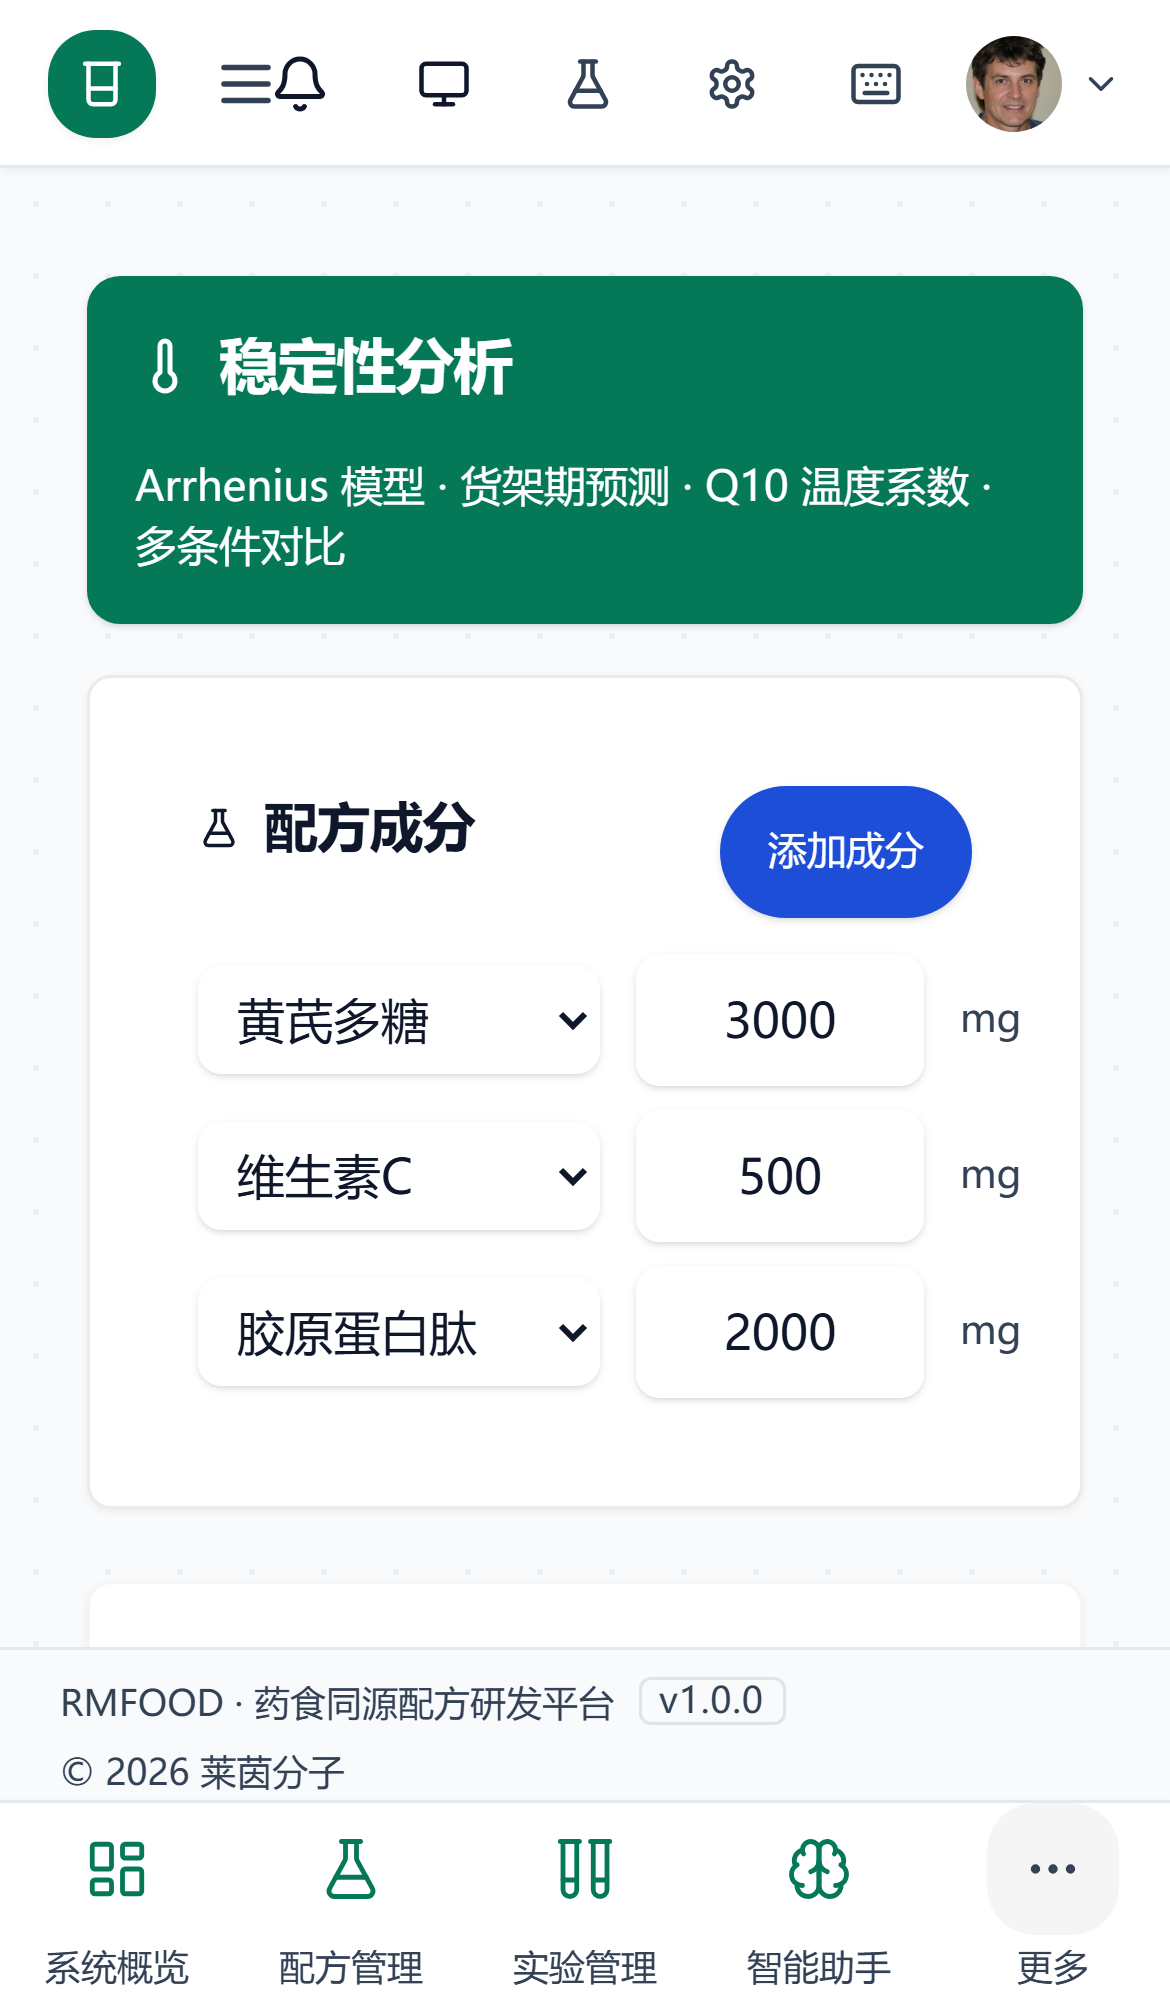 稳定性分析
Arrhenius 模型 · 货架期预测 · Q10 温度系数 ·
多条件对比
配方成分
添加成分
黄芪多糖 3000 mg
维生素C 500 mg
胶原蛋白肽 2000 mg
RMFOOD · 药食同源配方研发平台 v1.0.0
© 2026 莱茵分子
系统概览 配方管理 实验管理 智能助手 更多